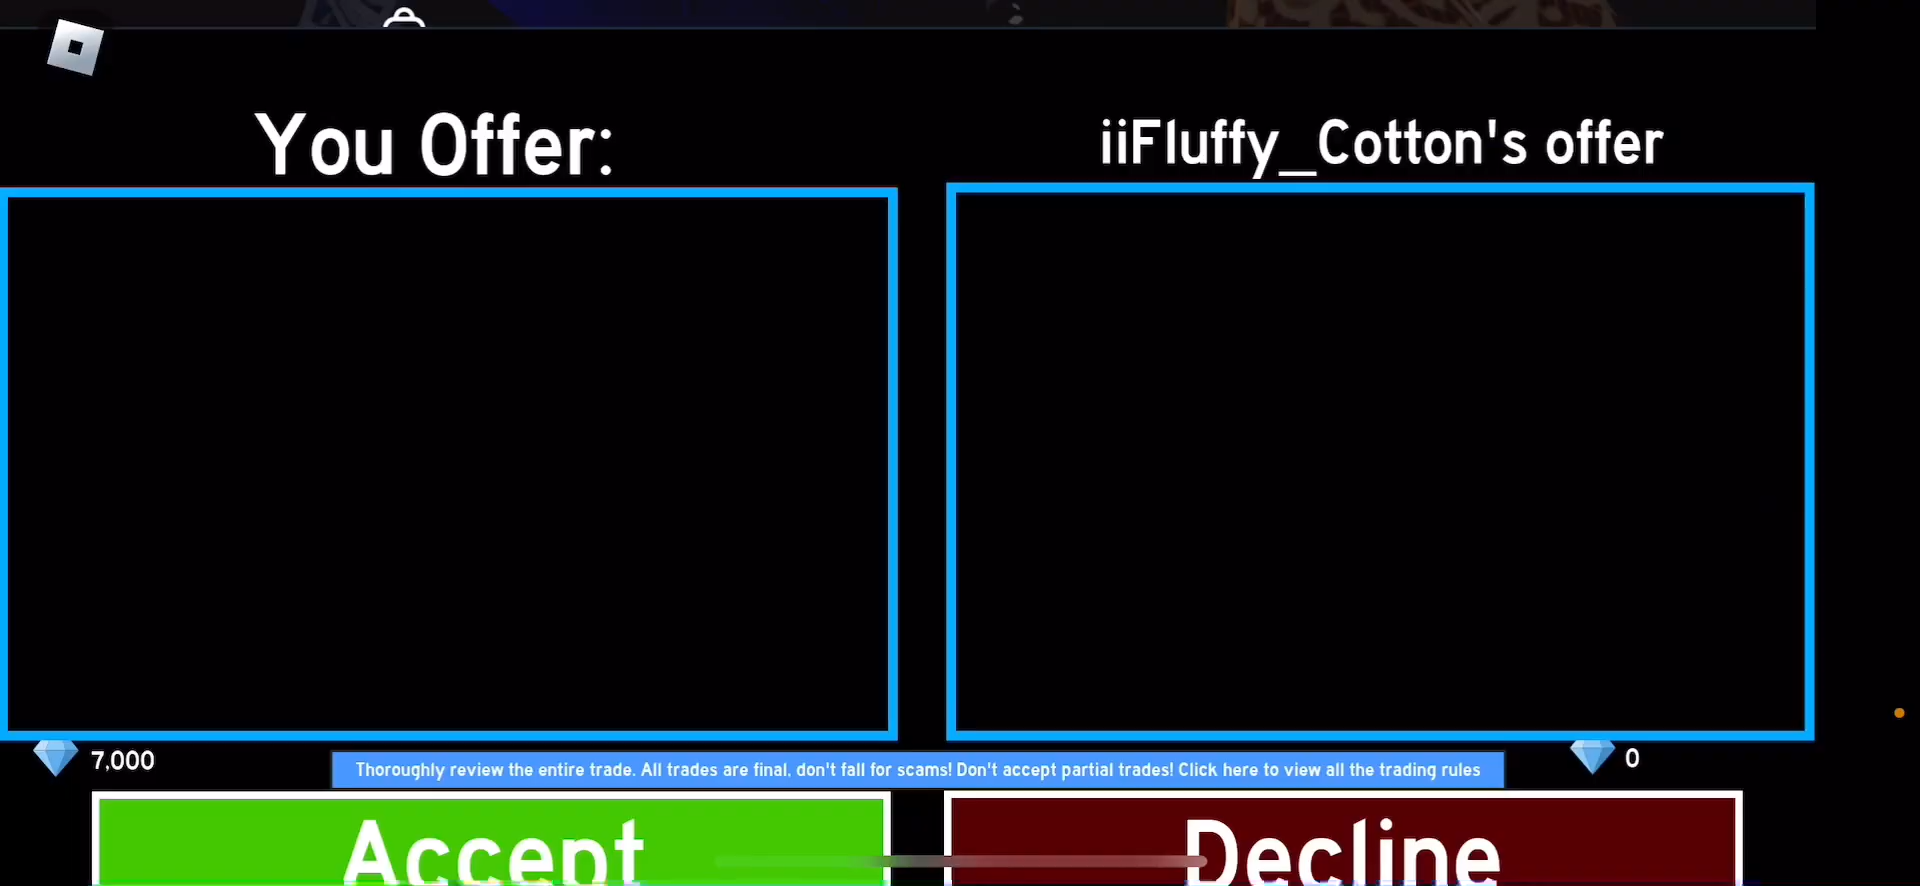 You Offer:
iiFluffy_Cotton's offer
7,000
Thoroughly review the entire trade. All trades are final, don't fall for scams! Don't accept partial trades! Click here to view all the trading rules
0
Accept
Decline